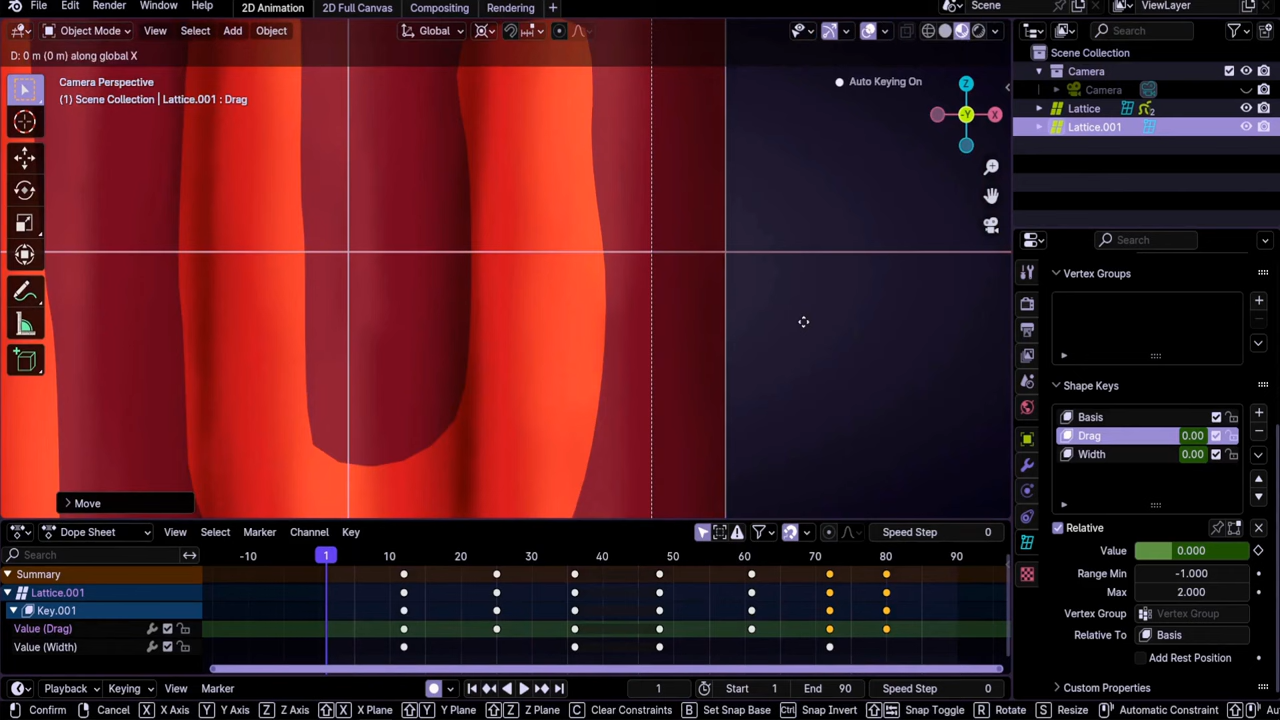 File Edit Render Window Help 2D Animation 2D Full Canvas Compositing Rendering + Scene ViewLayer
Object Mode View Select Add Object Global Search
D: 0 m (0 m) along global X
Camera Perspective
(1) Scene Collection | Lattice.001 : Drag
Auto Keying On
Z
-Y X
Scene Collection
Camera
Camera
Lattice 2
Lattice.001
Search
Vertex Groups
Shape Keys
Basis
Drag 0.00
Width 0.00
Relative
Value 0.000
Range Min -1.000
Max 2.000
Vertex Group Vertex Group
Relative To Basis
Add Rest Position
Custom Properties
Move
Dope Sheet View Select Marker Channel Key Speed Step 0
Search -10 1 10 20 30 40 50 60 70 80 90
Summary
Lattice.001
Key.001
Value (Drag)
Value (Width)
Playback Keying View Marker 1 Start 1 End 90 Speed Step 0
Confirm Cancel X X Axis Y Y Axis Z Z Axis X X Plane Y Y Plane Z Z Plane C Clear Constraints B Set Snap Base Ctrl Snap Invert Snap Toggle G Move R Rotate S Resize Automatic Constraint